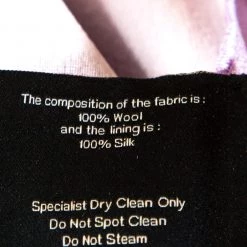 The composition of the fabric is :
100% Wool
and the lining is :
100% Silk
Specialist Dry Clean Only
Do Not Spot Clean
Do Not Steam